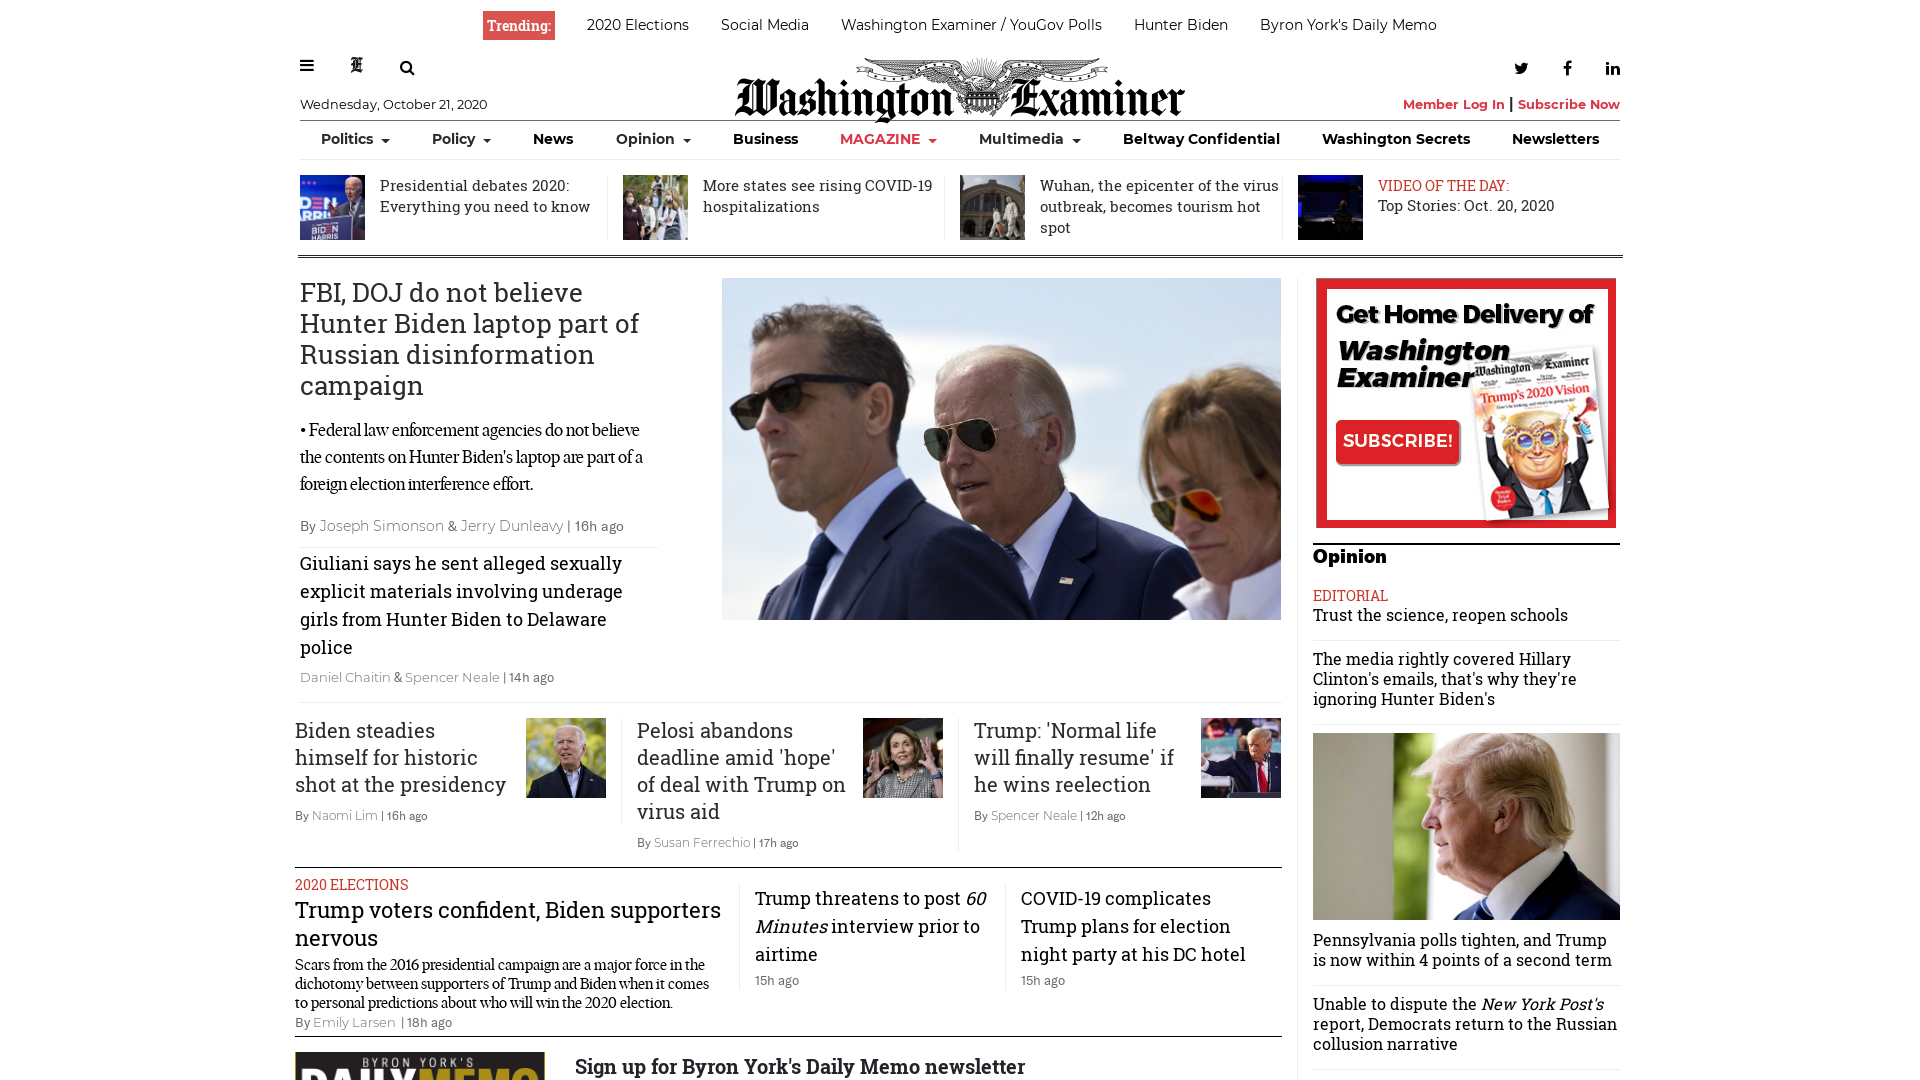 Trending:
2020 Elections
Social Media
Washington Examiner / YouGov Polls
Hunter Biden
Byron York's Daily Memo
E
Washington Examiner
Wednesday, October 21, 2020
Member Log In | Subscribe Now
Politics
Policy
News
Opinion
Business
MAGAZINE
Multimedia
Beltway Confidential
Washington Secrets
Newsletters
Presidential debates 2020:
Everything you need to know
More states see rising COVID-19
hospitalizations
Wuhan, the epicenter of the virus
outbreak, becomes tourism hot
spot
VIDEO OF THE DAY:
Top Stories: Oct. 20, 2020
FBI, DOJ do not believe
Hunter Biden laptop part of
Russian disinformation
campaign
• Federal law enforcement agencies do not believe
the contents on Hunter Biden's laptop are part of a
foreign election interference effort.
By Joseph Simonson & Jerry Dunleavy | 16h ago
Giuliani says he sent alleged sexually
explicit materials involving underage
girls from Hunter Biden to Delaware
police
Daniel Chaitin & Spencer Neale | 14h ago
Biden steadies
himself for historic
shot at the presidency
By Naomi Lim | 16h ago
Pelosi abandons
deadline amid 'hope'
of deal with Trump on
virus aid
By Susan Ferrechio | 17h ago
Trump: 'Normal life
will finally resume' if
he wins reelection
By Spencer Neale | 12h ago
2020 ELECTIONS
Trump voters confident, Biden supporters
nervous
Scars from the 2016 presidential campaign are a major force in the
dichotomy between supporters of Trump and Biden when it comes
to personal predictions about who will win the 2020 election.
By Emily Larsen | 18h ago
Trump threatens to post 60
Minutes interview prior to
airtime
15h ago
COVID-19 complicates
Trump plans for election
night party at his DC hotel
15h ago
BYRON YORK'S
DAILY MEMO
Sign up for Byron York's Daily Memo newsletter
Get Home Delivery of
Washington
Examiner
Washington Examiner
Trump's 2020 Vision
SUBSCRIBE!
Opinion
EDITORIAL
Trust the science, reopen schools
The media rightly covered Hillary
Clinton's emails, that's why they're
ignoring Hunter Biden's
Pennsylvania polls tighten, and Trump
is now within 4 points of a second term
Unable to dispute the New York Post's
report, Democrats return to the Russian
collusion narrative